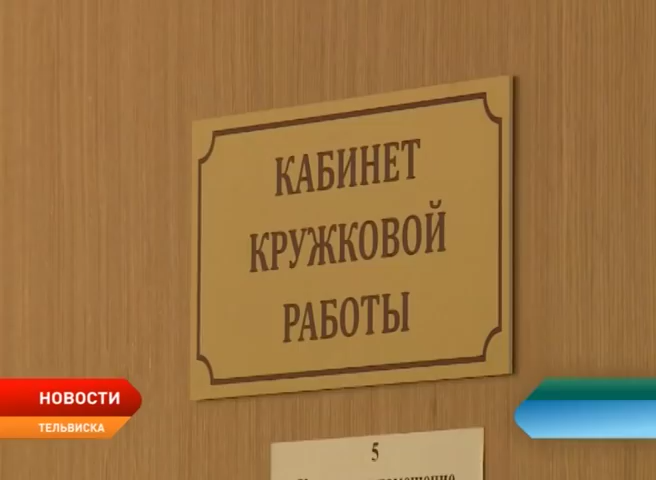 КАБИНЕТ
КРУЖКОВОЙ
РАБОТЫ
НОВОСТИ
ТЕЛЬВИСКА
5